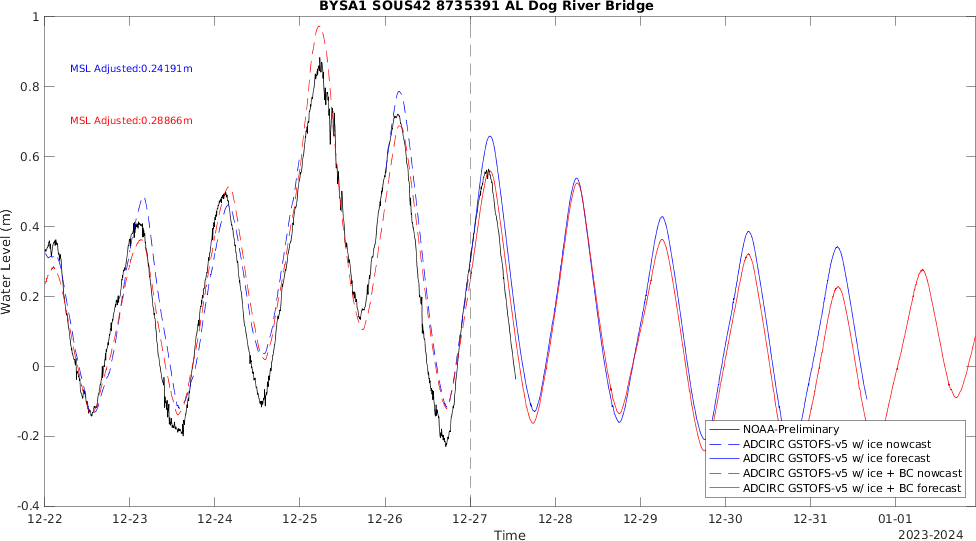 BYSA1 SOUS42 8735391 AL Dog River Bridge
MSL Adjusted:0.24191m
MSL Adjusted:0.28866m
Water Level (m)
1
0.8
0.6
0.4
0.2
0
-0.2
-0.4
NOAA-Preliminary
ADCIRC GSTOFS-v5 w/ ice nowcast
ADCIRC GSTOFS-v5 w/ ice forecast
ADCIRC GSTOFS-v5 w/ ice + BC nowcast
ADCIRC GSTOFS-v5 w/ ice + BC forecast
12-22 12-23 12-24 12-25 12-26 12-27 12-28 12-29 12-30 12-31 01-01
Time
2023-2024